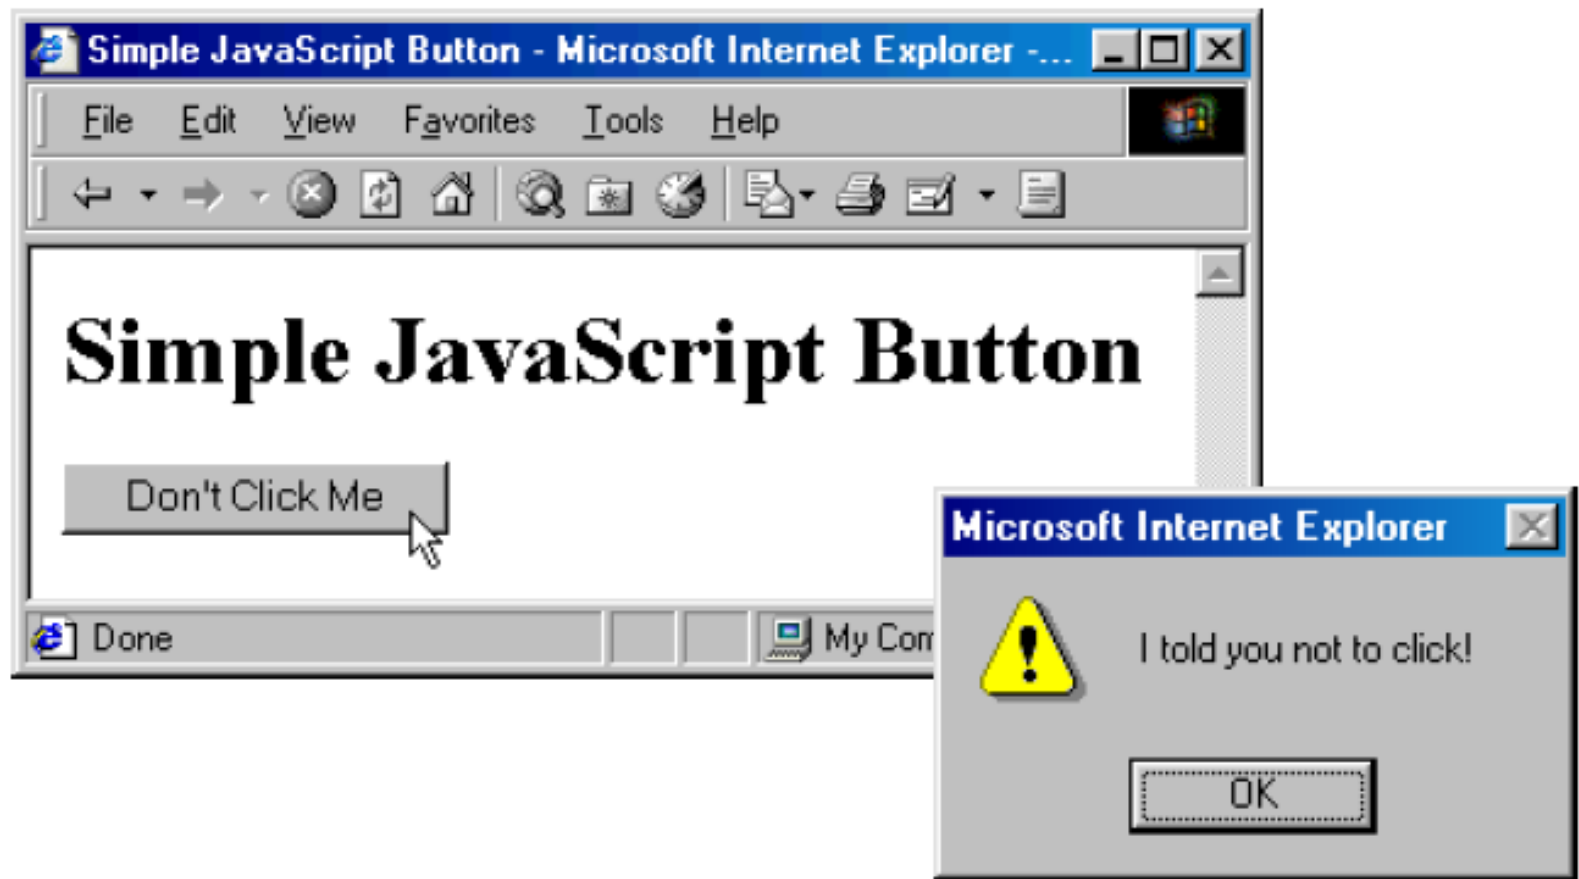 Simple JavaScript Button - Microsoft Internet Explorer -...
File Edit View Favorites Tools Help
Simple JavaScript Button
Don't Click Me
Done
My Com
Microsoft Internet Explorer
I told you not to click!
OK